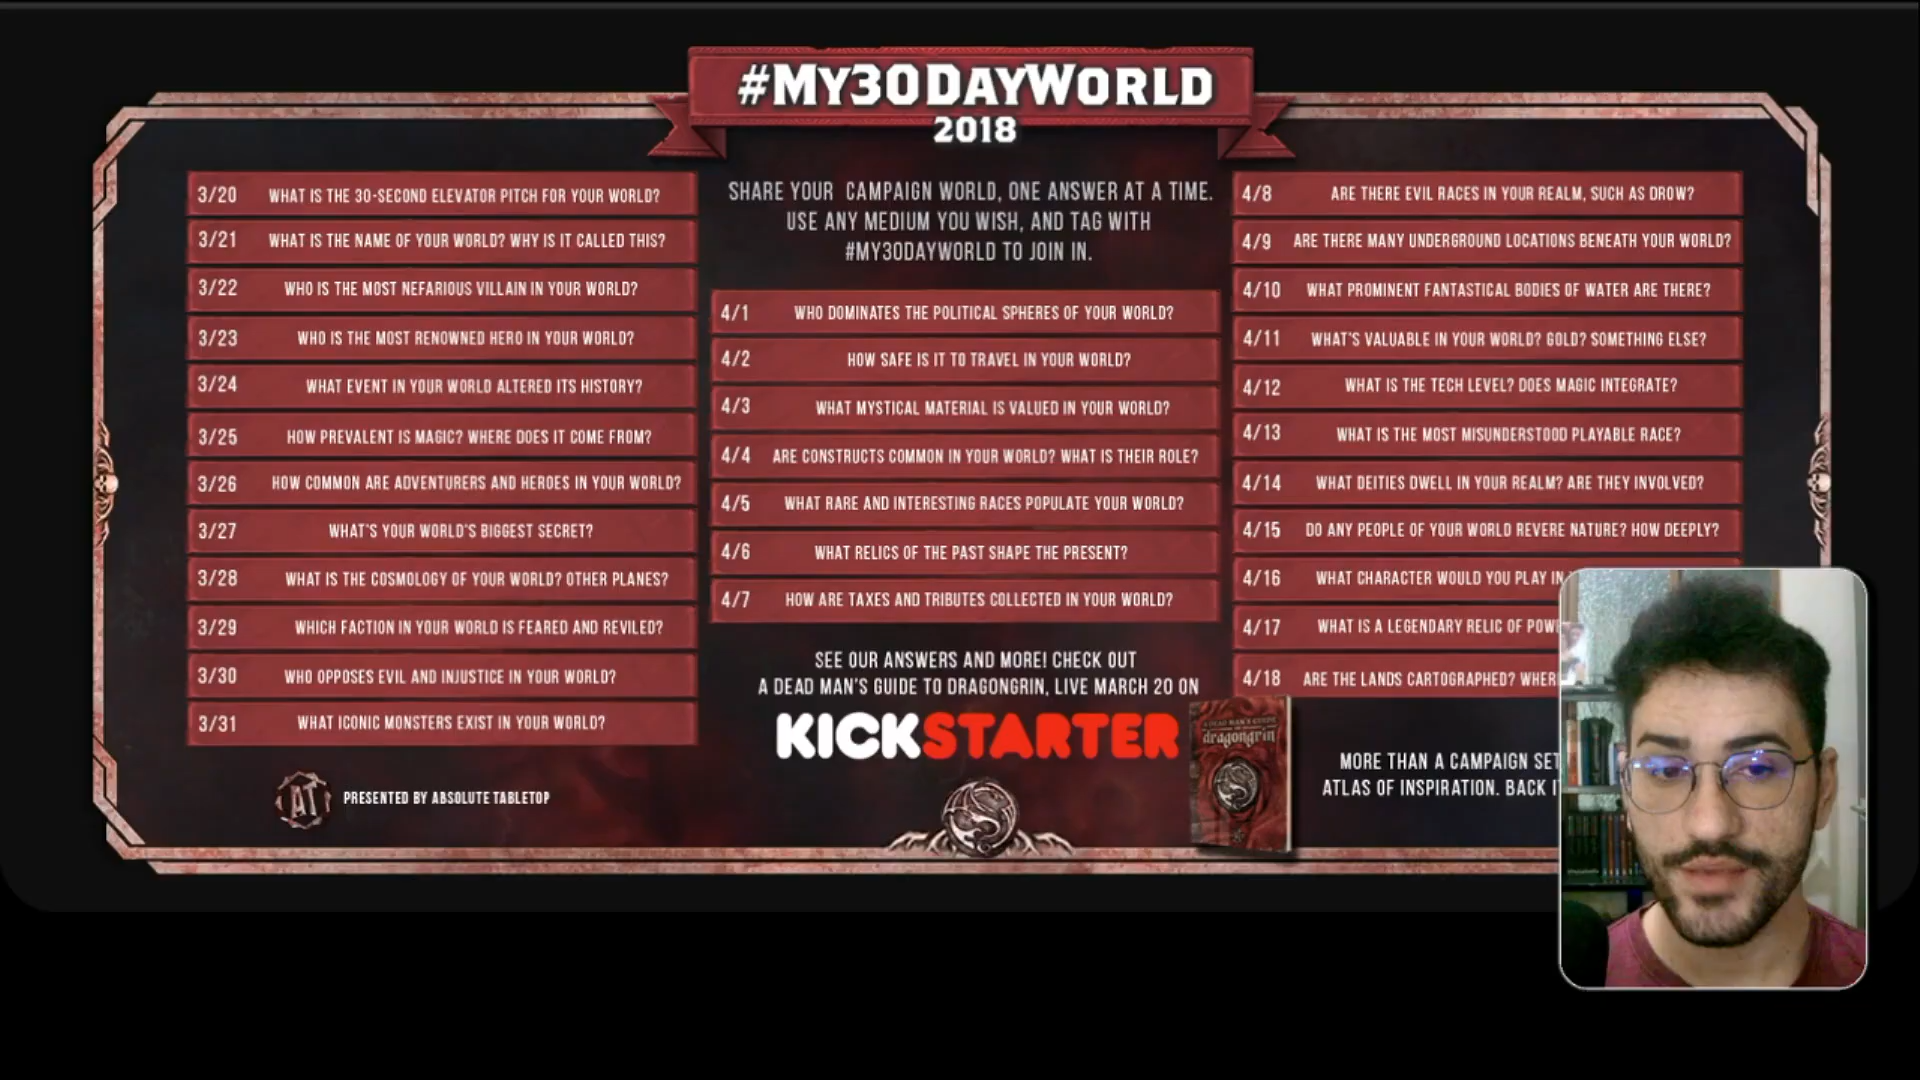 #MY30DAYWORLD
2018
3/20 WHAT IS THE 30-SECOND ELEVATOR PITCH FOR YOUR WORLD?
3/21 WHAT IS THE NAME OF YOUR WORLD? WHY IS IT CALLED THIS?
3/22 WHO IS THE MOST NEFARIOUS VILLAIN IN YOUR WORLD?
3/23 WHO IS THE MOST RENOWNED HERO IN YOUR WORLD?
3/24 WHAT EVENT IN YOUR WORLD ALTERED ITS HISTORY?
3/25 HOW PREVALENT IS MAGIC? WHERE DOES IT COME FROM?
3/26 HOW COMMON ARE ADVENTURERS AND HEROES IN YOUR WORLD?
3/27 WHAT'S YOUR WORLD'S BIGGEST SECRET?
3/28 WHAT IS THE COSMOLOGY OF YOUR WORLD? OTHER PLANES?
3/29 WHICH FACTION IN YOUR WORLD IS FEARED AND REVILED?
3/30 WHO OPPOSES EVIL AND INJUSTICE IN YOUR WORLD?
3/31 WHAT ICONIC MONSTERS EXIST IN YOUR WORLD?
AT PRESENTED BY ABSOLUTE TABLETOP
SHARE YOUR CAMPAIGN WORLD, ONE ANSWER AT A TIME.
USE ANY MEDIUM YOU WISH, AND TAG WITH
#MY30DAYWORLD TO JOIN IN.
4/1 WHO DOMINATES THE POLITICAL SPHERES OF YOUR WORLD?
4/2 HOW SAFE IS IT TO TRAVEL IN YOUR WORLD?
4/3 WHAT MYSTICAL MATERIAL IS VALUED IN YOUR WORLD?
4/4 ARE CONSTRUCTS COMMON IN YOUR WORLD? WHAT IS THEIR ROLE?
4/5 WHAT RARE AND INTERESTING RACES POPULATE YOUR WORLD?
4/6 WHAT RELICS OF THE PAST SHAPE THE PRESENT?
4/7 HOW ARE TAXES AND TRIBUTES COLLECTED IN YOUR WORLD?
SEE OUR ANSWERS AND MORE! CHECK OUT
A DEAD MAN'S GUIDE TO DRAGONGRIN, LIVE MARCH 20 ON
KICKSTARTER
A DEAD MAN'S GUIDE
dragongrin
4/8 ARE THERE EVIL RACES IN YOUR REALM, SUCH AS DROW?
4/9 ARE THERE MANY UNDERGROUND LOCATIONS BENEATH YOUR WORLD?
4/10 WHAT PROMINENT FANTASTICAL BODIES OF WATER ARE THERE?
4/11 WHAT'S VALUABLE IN YOUR WORLD? GOLD? SOMETHING ELSE?
4/12 WHAT IS THE TECH LEVEL? DOES MAGIC INTEGRATE?
4/13 WHAT IS THE MOST MISUNDERSTOOD PLAYABLE RACE?
4/14 WHAT DEITIES DWELL IN YOUR REALM? ARE THEY INVOLVED?
4/15 DO ANY PEOPLE OF YOUR WORLD REVERE NATURE? HOW DEEPLY?
4/16 WHAT CHARACTER WOULD YOU PLAY IN
4/17 WHAT IS A LEGENDARY RELIC OF
4/18 ARE THE LANDS CARTOGRAPHED?
MORE THAN A CAMPAIGN
ATLAS OF INSPIRATION. BACK